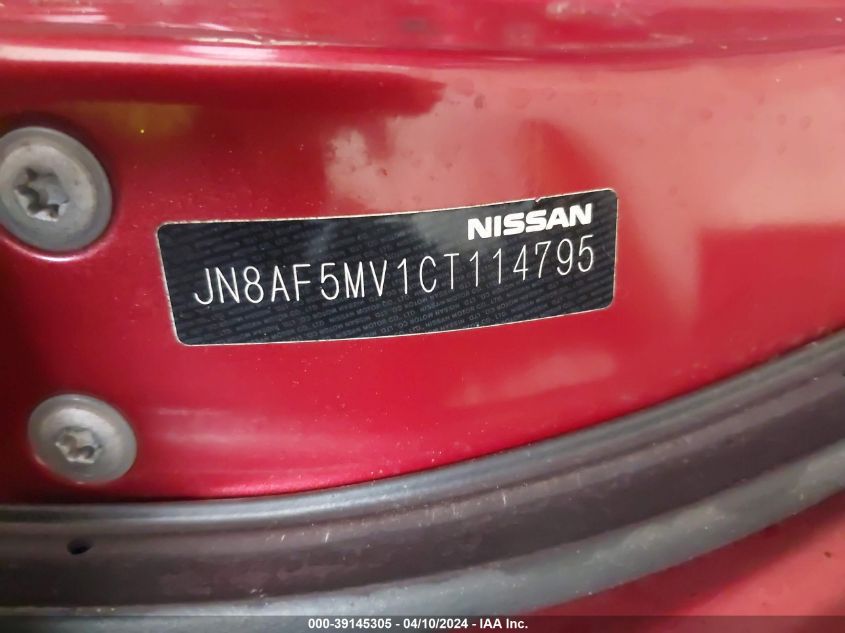 NISSAN
JN8AF5MV1CT114795
000-39145305 - 04/10/2024 - IAA Inc.